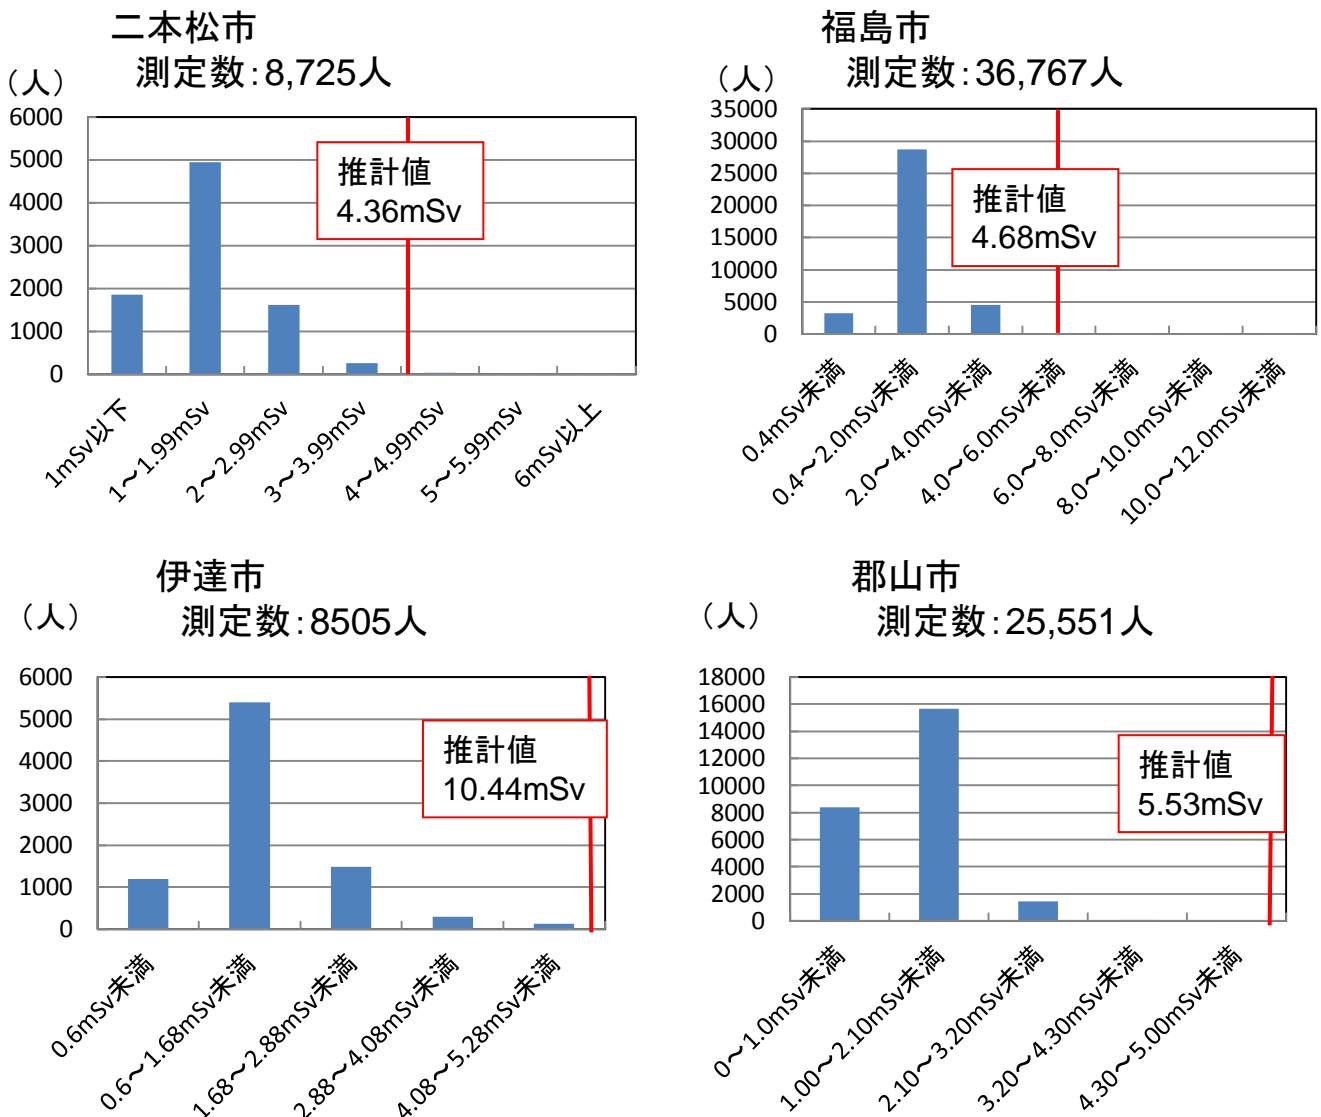 二本松市
測定数：8,725人
（人）
6000
5000
4000
3000
2000
1000
0
推計値
4.36mSv
1mSv以下
1～1.99mSv
2～2.99mSv
3～3.99mSv
4～4.99mSv
5～5.99mSv
6mSv以上
福島市
測定数：36,767人
（人）
35000
30000
25000
20000
15000
10000
5000
0
推計値
4.68mSv
0.4mSv未満
0.4～2.0mSv未満
2.0～4.0mSv未満
4.0～6.0mSv未満
6.0～8.0mSv未満
8.0～10.0mSv未満
10.0～12.0mSv未満
伊達市
測定数：8505人
（人）
6000
5000
4000
3000
2000
1000
0
推計値
10.44mSv
0.6mSv未満
0.6～1.68mSv未満
1.68～2.88mSv未満
2.88～4.08mSv未満
4.08～5.28mSv未満
郡山市
測定数：25,551人
（人）
18000
16000
14000
12000
10000
8000
6000
4000
2000
0
推計値
5.53mSv
0～1.0mSv未満
1.00～2.10mSv未満
2.10～3.20mSv未満
3.20～4.30mSv未満
4.30～5.00mSv未満